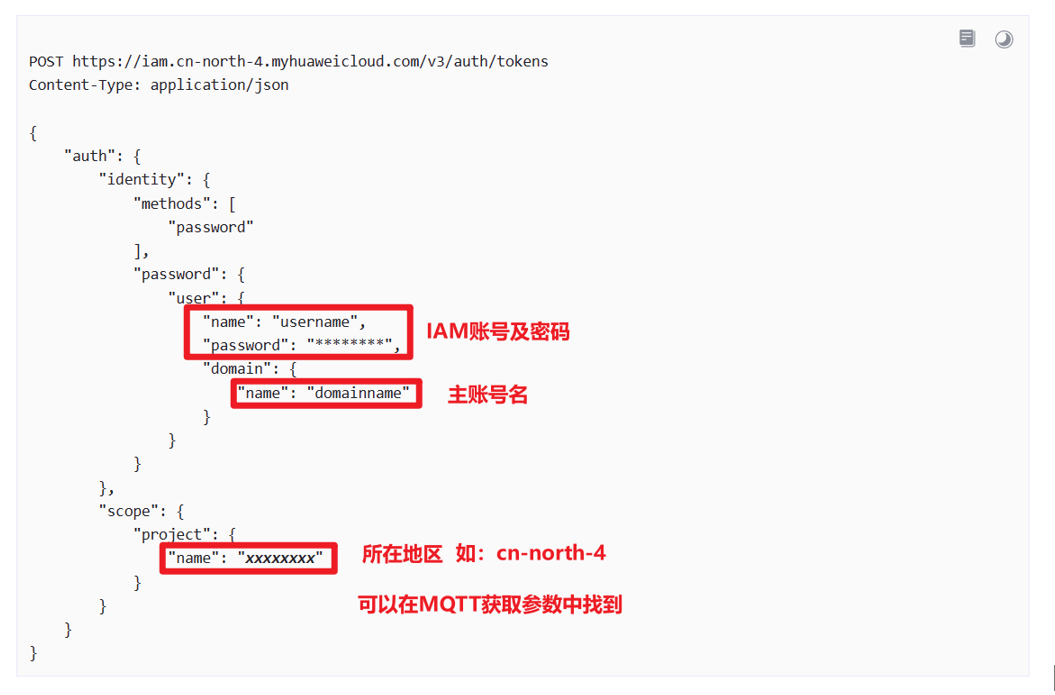 POST https://iam.cn-north-4.myhuaweicloud.com/v3/auth/tokens
Content-Type: application/json
{
"auth": {
"identity": {
"methods": [
"password"
],
"password": {
"user": {
"name": "username",
"password": "********", IAM账号及密码
"domain": {
"name": "domainname" 主账号名
}
}
}
},
"scope": {
"project": {
"name": "xxxxxxxx" 所在地区 如：cn-north-4
}
可以在MQTT获取参数中找到
}
}
}